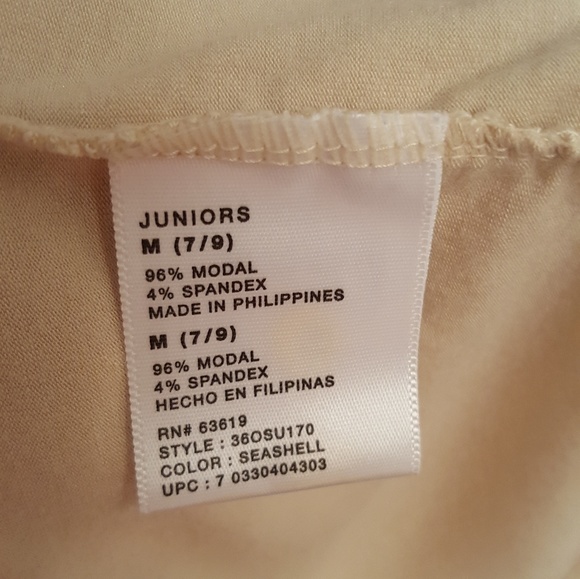 JUNIORS
M (7/9)
96% MODAL
4% SPANDEX
MADE IN PHILIPPINES
M (7/9)
96% MODAL
4% SPANDEX
HECHO EN FILIPINAS
RN# 63619
STYLE : 36OSU170
COLOR : SEASHELL
UPC : 7 0330404303